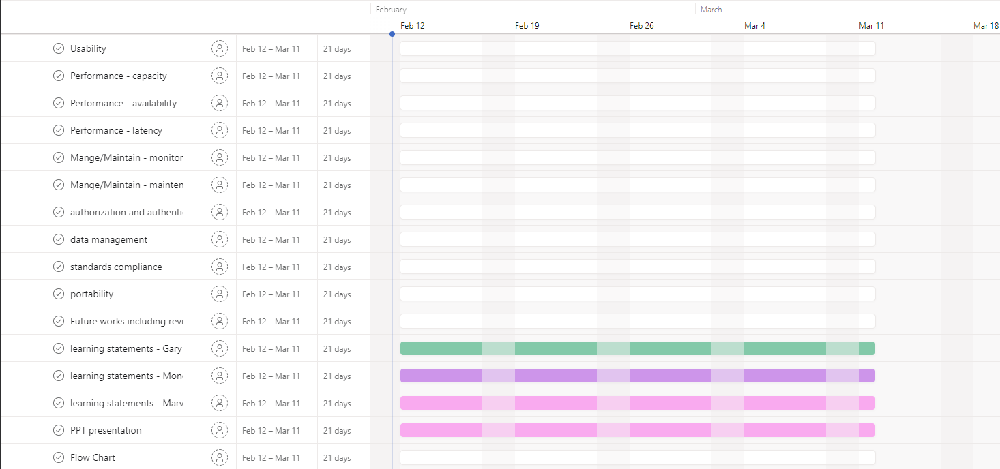 February March
Feb 12 Feb 19 Feb 26 Mar 4 Mar 11 Mar 18
Usability Feb 12 – Mar 11 21 days
Performance - capacity Feb 12 – Mar 11 21 days
Performance - availability Feb 12 – Mar 11 21 days
Performance - latency Feb 12 – Mar 11 21 days
Mange/Maintain - monitor Feb 12 – Mar 11 21 days
Mange/Maintain - mainten Feb 12 – Mar 11 21 days
authorization and authenti Feb 12 – Mar 11 21 days
data management Feb 12 – Mar 11 21 days
standards compliance Feb 12 – Mar 11 21 days
portability Feb 12 – Mar 11 21 days
Future works including revi Feb 12 – Mar 11 21 days
learning statements - Gary Feb 12 – Mar 11 21 days
learning statements - Mone Feb 12 – Mar 11 21 days
learning statements - Marv Feb 12 – Mar 11 21 days
PPT presentation Feb 12 – Mar 11 21 days
Flow Chart Feb 12 – Mar 11 21 days